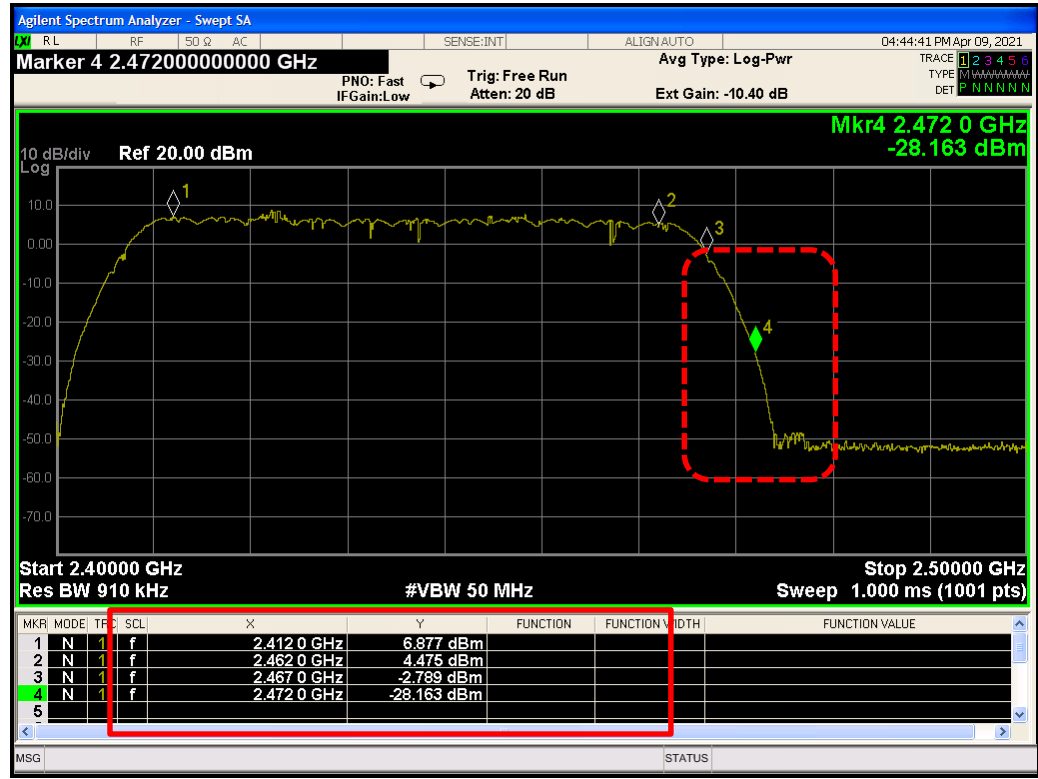 Agilent Spectrum Analyzer - Swept SA
LXI RL RF 50 Ω AC SENSE:INT ALIGNAUTO 04:44:41 PM Apr 09, 2021
Marker 4 2.472000000000 GHz
Avg Type: Log-Pwr
TRACE 1 2 3 4 5 6
PNO: Fast Trig: Free Run
TYPE M WWWWW
IFGain:Low Atten: 20 dB Ext Gain: -10.40 dB
DET P N N N N N
Mkr4 2.472 0 GHz
-28.163 dBm
10 dB/div Ref 20.00 dBm
Log
1
2
3
4
10.0
0.00
-10.0
-20.0
-30.0
-40.0
-50.0
-60.0
-70.0
Start 2.40000 GHz Stop 2.50000 GHz
Res BW 910 kHz #VBW 50 MHz Sweep 1.000 ms (1001 pts)
MKR MODE TRC SCL X Y FUNCTION FUNCTION WIDTH FUNCTION VALUE
1 N 1 f 2.412 0 GHz 6.877 dBm
2 N 1 f 2.462 0 GHz 4.475 dBm
3 N 1 f 2.467 0 GHz -2.789 dBm
4 N 1 f 2.472 0 GHz -28.163 dBm
5
MSG STATUS